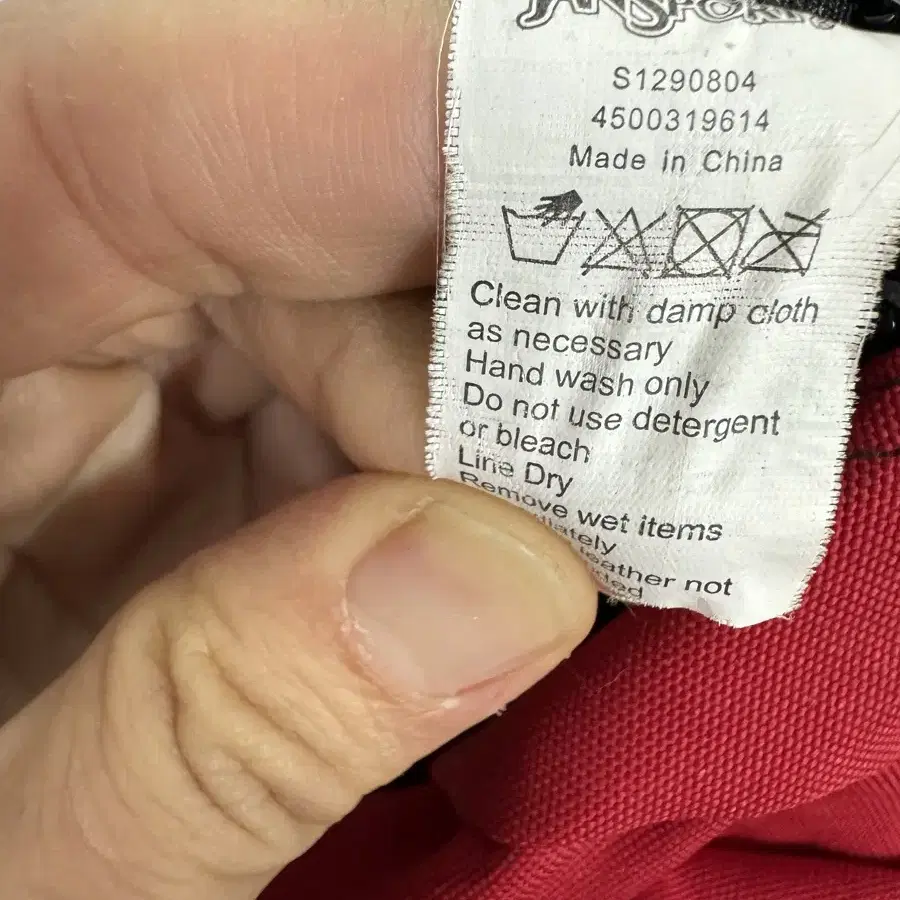 JANSPORT
S1290804
4500319614
Made in China
Clean with damp cloth
as necessary
Hand wash only
Do not use detergent
or bleach
Line Dry
Remove wet items
not